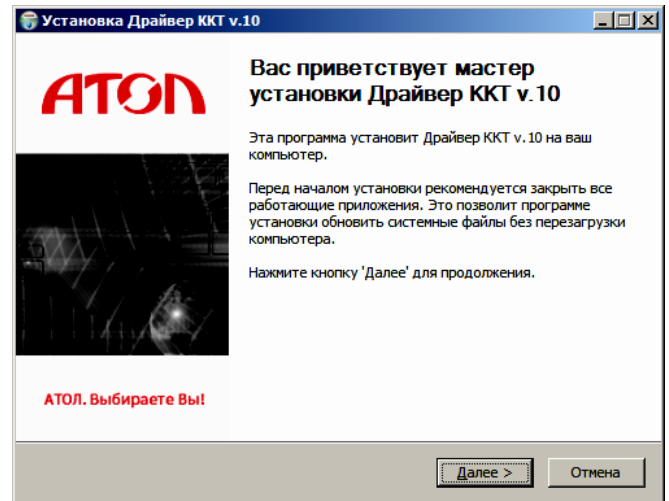 Установка Драйвер ККТ v.10
АТОЛ
Вас приветствует мастер
установки Драйвер ККТ v.10
Эта программа установит Драйвер ККТ v.10 на ваш
компьютер.
Перед началом установки рекомендуется закрыть все
работающие приложения. Это позволит программе
установки обновить системные файлы без перезагрузки
компьютера.
Нажмите кнопку 'Далее' для продолжения.
АТОЛ. Выбираете Вы!
Далее >
Отмена